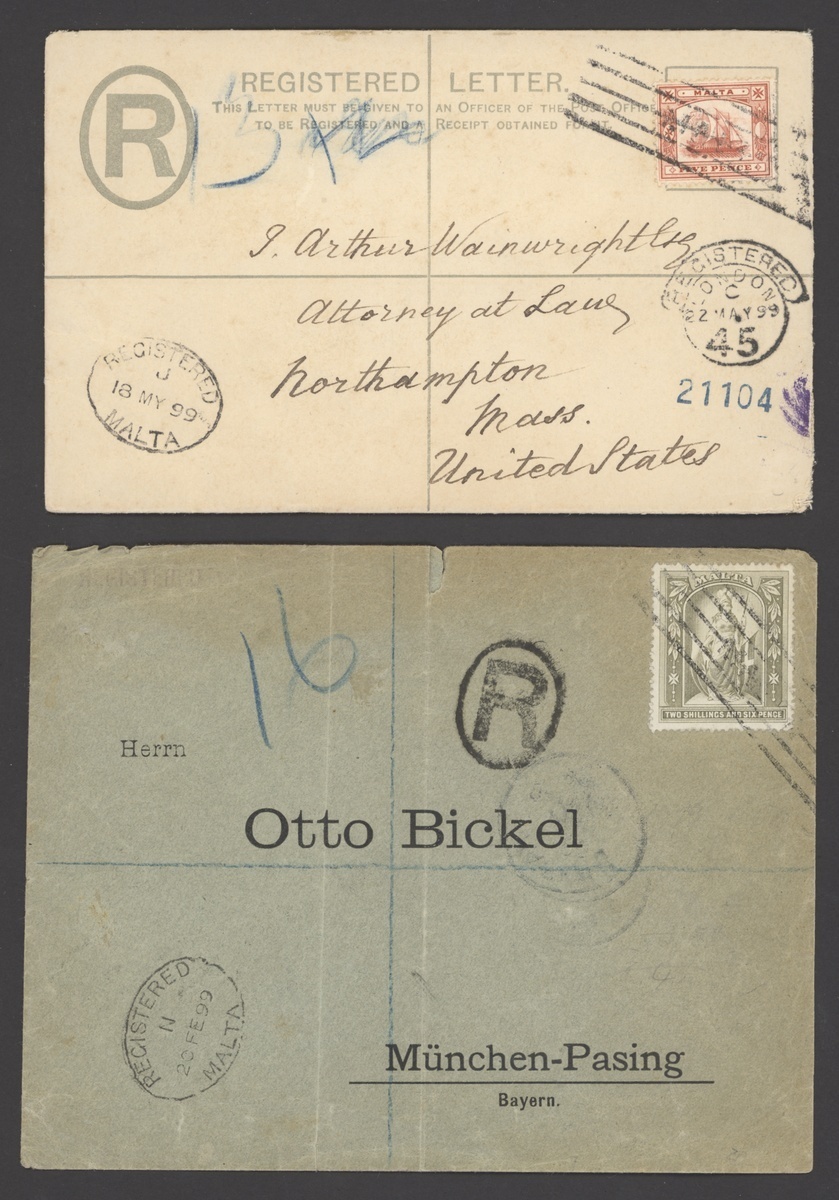 REGISTERED LETTER.
THIS LETTER MUST BE GIVEN TO AN OFFICER OF THE POST OFFICE
TO BE REGISTERED AND A RECEIPT OBTAINED FOR IT.
R
MALTA
FIVE PENCE
J. Arthur Wainwright Esq
Attorney at Law
Northampton
Mass.
United States
REGISTERED
LONDON
C
22 MAY 99
45
21104
REGISTERED
J
18 MY 99
MALTA
MALTA
TWO SHILLINGS AND SIX PENCE
16
R
Herrn
Otto Bickel
REGISTERED
N
20 FE 99
MALTA
München-Pasing
Bayern.